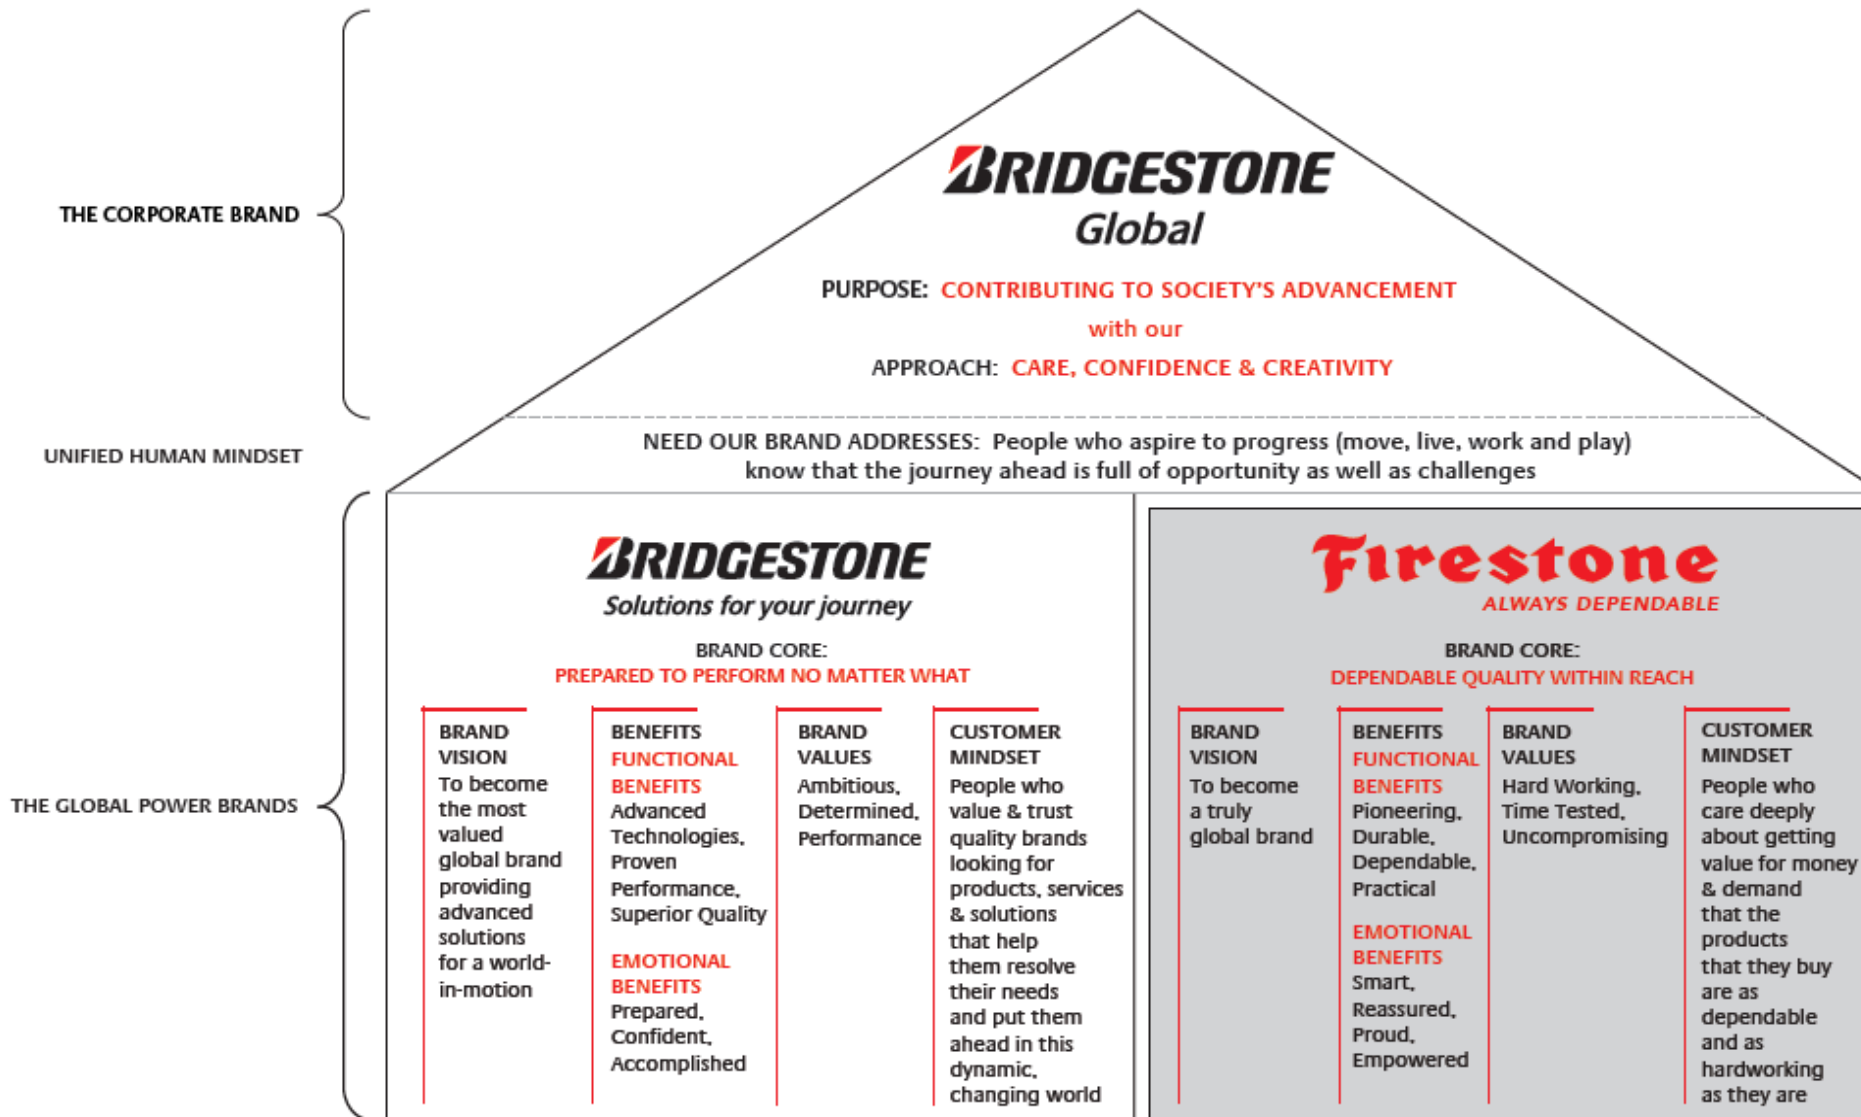 BRIDGESTONE
Global
THE CORPORATE BRAND
PURPOSE: CONTRIBUTING TO SOCIETY'S ADVANCEMENT
with our
APPROACH: CARE, CONFIDENCE & CREATIVITY
UNIFIED HUMAN MINDSET
NEED OUR BRAND ADDRESSES: People who aspire to progress (move, live, work and play)
know that the journey ahead is full of opportunity as well as challenges
THE GLOBAL POWER BRANDS
BRIDGESTONE
Solutions for your journey
BRAND CORE:
PREPARED TO PERFORM NO MATTER WHAT
BRAND
VISION
To become
the most
valued
global brand
providing
advanced
solutions
for a world-
in-motion
BENEFITS
FUNCTIONAL
BENEFITS
Advanced
Technologies,
Proven
Performance,
Superior Quality
EMOTIONAL
BENEFITS
Prepared,
Confident,
Accomplished
BRAND
VALUES
Ambitious,
Determined,
Performance
CUSTOMER
MINDSET
People who
value & trust
quality brands
looking for
products, services
& solutions
that help
them resolve
their needs
and put them
ahead in this
dynamic,
changing world
Firestone
ALWAYS DEPENDABLE
BRAND CORE:
DEPENDABLE QUALITY WITHIN REACH
BRAND
VISION
To become
a truly
global brand
BENEFITS
FUNCTIONAL
BENEFITS
Pioneering,
Durable,
Dependable,
Practical
EMOTIONAL
BENEFITS
Smart,
Reassured,
Proud,
Empowered
BRAND
VALUES
Hard Working,
Time Tested,
Uncompromising
CUSTOMER
MINDSET
People who
care deeply
about getting
value for money
& demand
that the
products
that they buy
are as
dependable
and as
hardworking
as they are